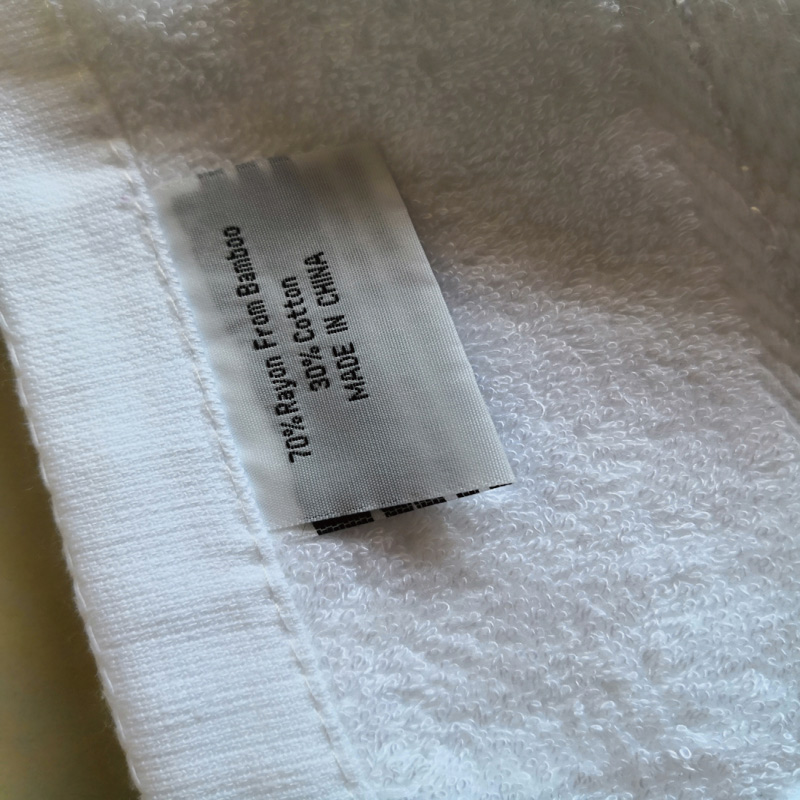 70% Rayon From Bamboo
30% Cotton
MADE IN CHINA